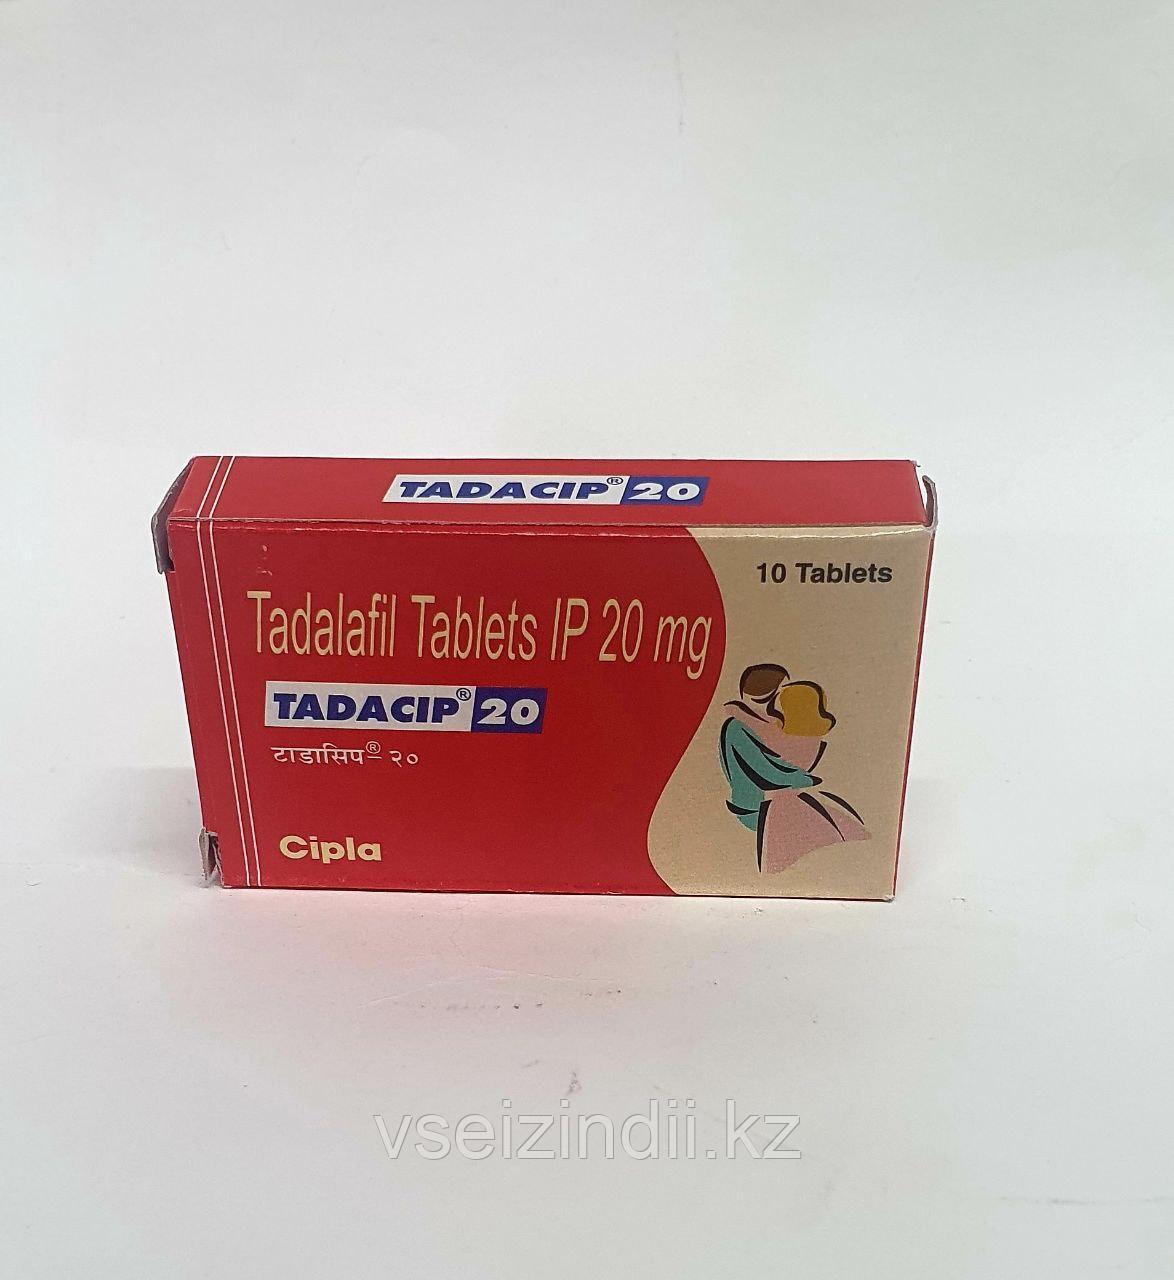 TADACIP® 20
10 Tablets
Tadalafil Tablets IP 20 mg
TADACIP® 20
टाडासिप® - २०
Cipla
vseizindii.kz